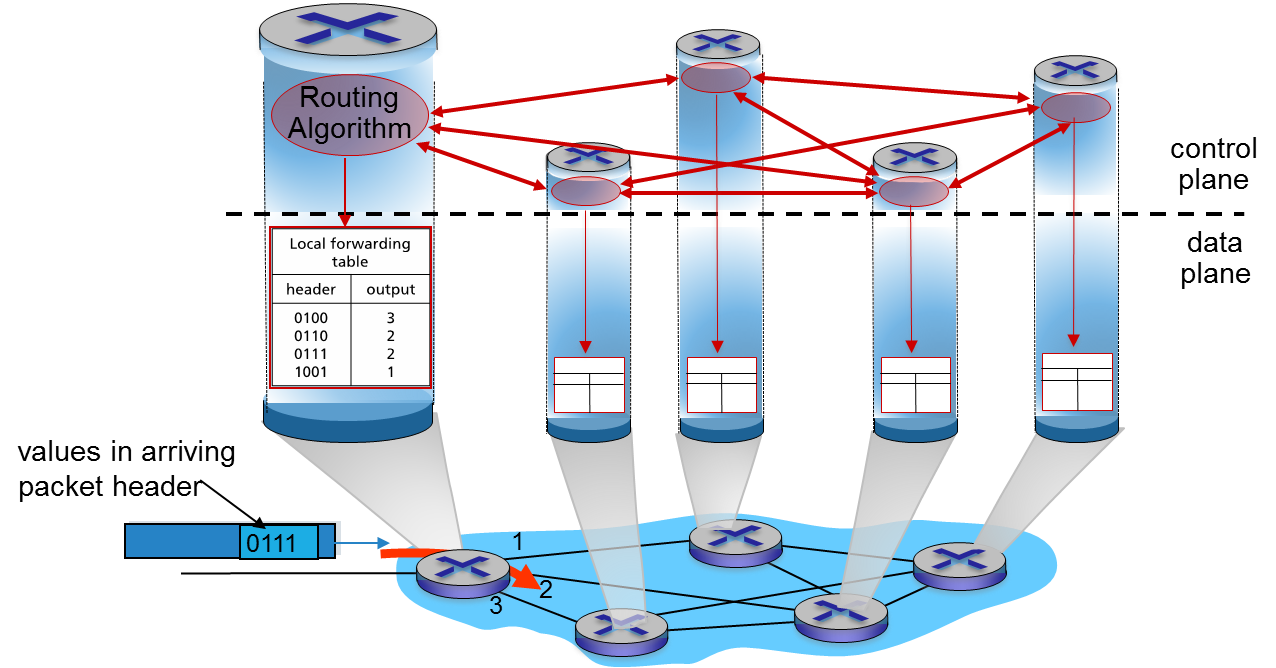 Routing
Algorithm
control
plane
data
plane
Local forwarding
table
header output
0100 3
0110 2
0111 2
1001 1
values in arriving
packet header
0111
1
2
3